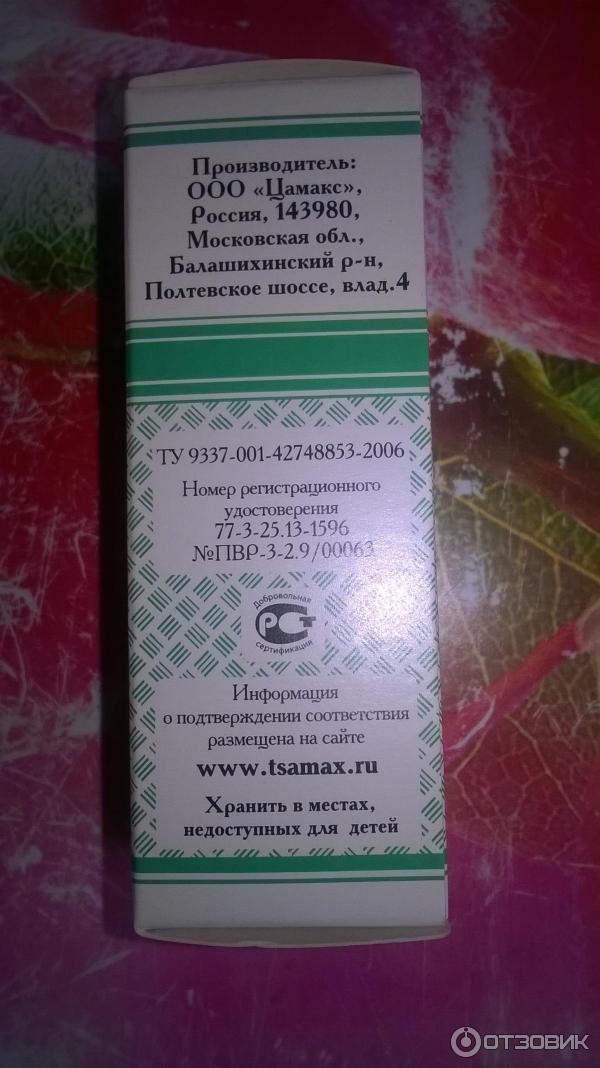 Производитель:
ООО «Цамакс»,
Россия, 143980,
Московская обл.,
Балашихинский р-н,
Полтевское шоссе, влад.4
ТУ 9337-001-42748853-2006
Номер регистрационного
удостоверения
77-3-25.13-1596
№ПВР-3-2.9/00063
Добровольная
РСТ
сертификация
Информация
о подтверждении соответствия
размещена на сайте
www.tsamax.ru
Хранить в местах,
недоступных для детей
ОТЗОВИК